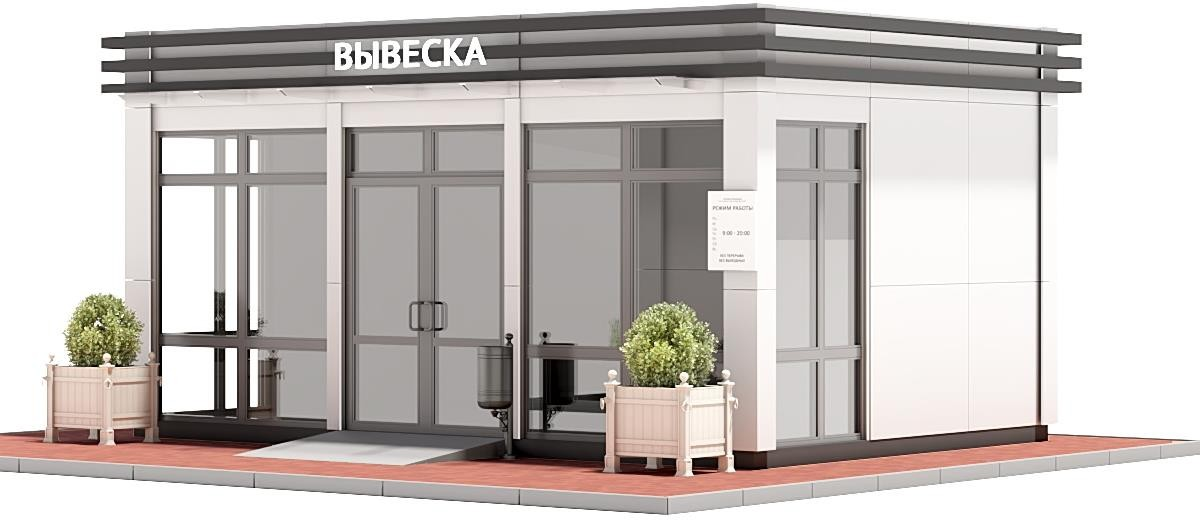 ВЫВЕСКА
РЕЖИМ РАБОТЫ
9:00 - 20:00
БЕЗ ПЕРЕРЫВА
БЕЗ ВЫХОДНЫХ